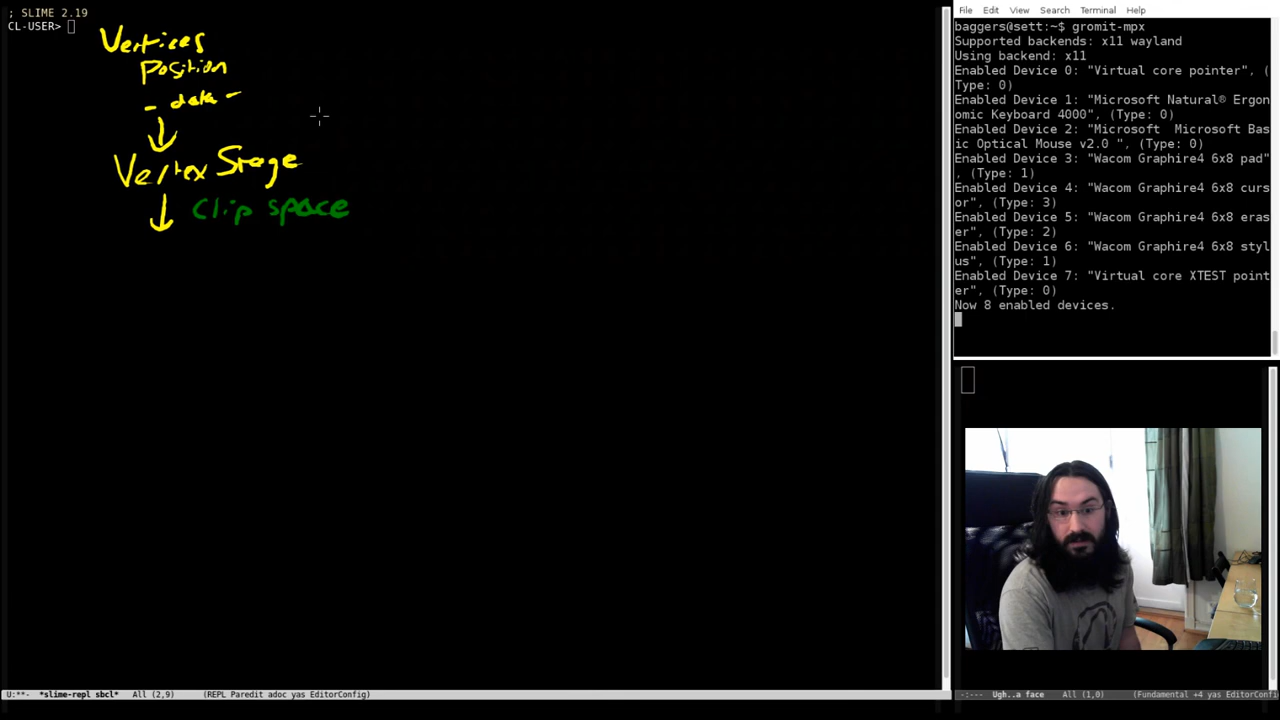 ; SLIME 2.19
CL-USER>
Vertices
Position
- data -
Vertex Stage
Clip space
U:**- *slime-repl sbcl* All (2,9) (REPL Paredit adoc yas EditorConfig)
File Edit View Search Terminal Help
baggers@sett:~$ gromit-mpx
Supported backends: x11 wayland
Using backend: x11
Enabled Device 0: "Virtual core pointer", (
Type: 0)
Enabled Device 1: "Microsoft Natural® Ergon
omic Keyboard 4000", (Type: 0)
Enabled Device 2: "Microsoft  Microsoft Bas
ic Optical Mouse v2.0 ", (Type: 0)
Enabled Device 3: "Wacom Graphire4 6x8 pad"
, (Type: 1)
Enabled Device 4: "Wacom Graphire4 6x8 curs
or", (Type: 3)
Enabled Device 5: "Wacom Graphire4 6x8 eras
er", (Type: 2)
Enabled Device 6: "Wacom Graphire4 6x8 styl
us", (Type: 1)
Enabled Device 7: "Virtual core XTEST point
er", (Type: 0)
Now 8 enabled devices.
-:--- Ugh..a face All (1,0) (Fundamental +4 yas EditorConfi